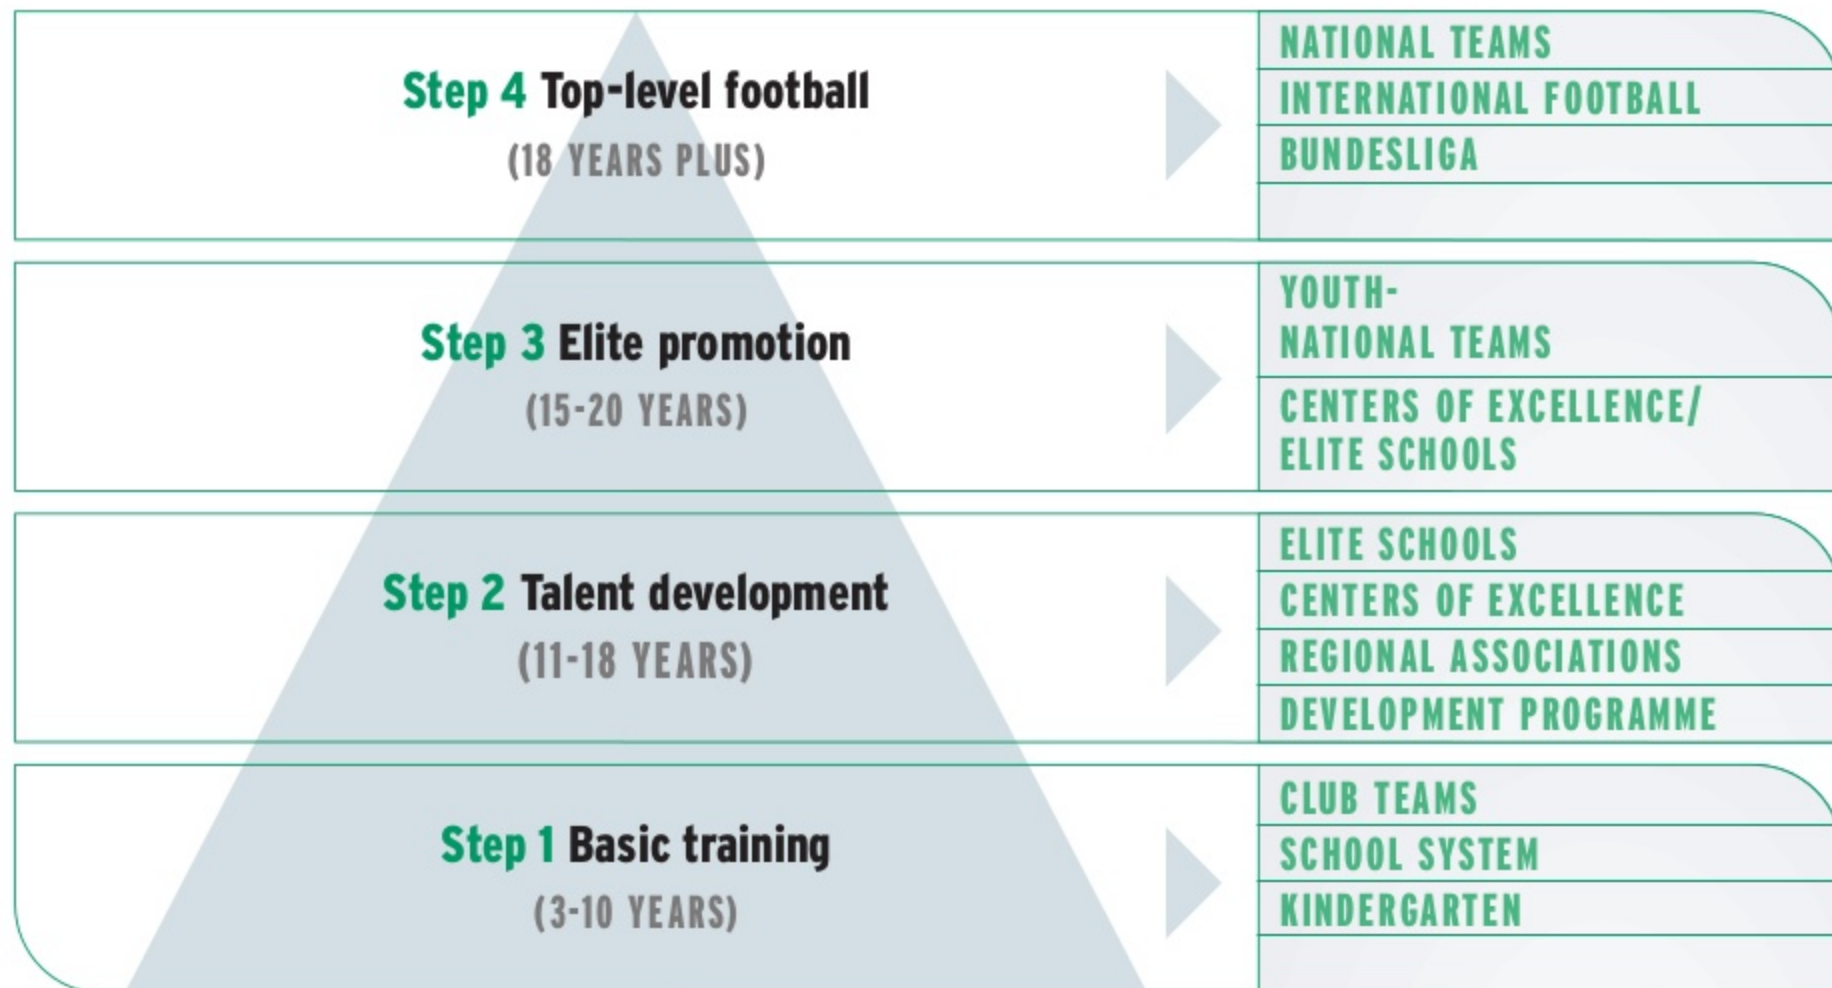 Step 4 Top-level football
(18 YEARS PLUS)
NATIONAL TEAMS
INTERNATIONAL FOOTBALL
BUNDESLIGA
Step 3 Elite promotion
(15-20 YEARS)
YOUTH-
NATIONAL TEAMS
CENTERS OF EXCELLENCE/
ELITE SCHOOLS
Step 2 Talent development
(11-18 YEARS)
ELITE SCHOOLS
CENTERS OF EXCELLENCE
REGIONAL ASSOCIATIONS
DEVELOPMENT PROGRAMME
Step 1 Basic training
(3-10 YEARS)
CLUB TEAMS
SCHOOL SYSTEM
KINDERGARTEN